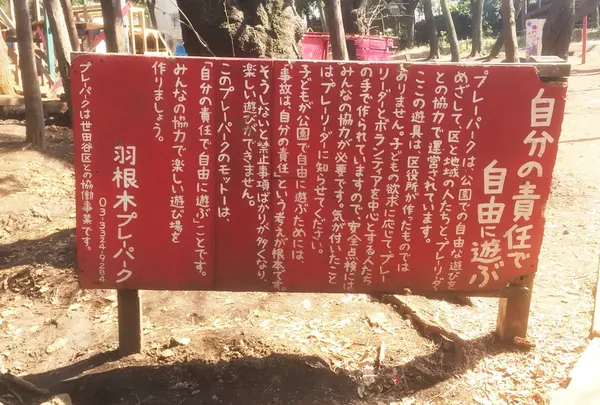 自分の責任で
自由に遊ぶ
プレーパークは、公園での自由な遊びを
めざして、区と地域の人たちと、プレーリーダー
との協力で運営されています。
ここの遊具は、区役所が作ったものでは
ありません。子どもの欲求に応じて、プレー
リーダーとボランティアを中心とする人たち
の手で作られていますので、安全点検には
みんなの協力が必要です。気が付いたこと
はプレーリーダーに知らせてください。
子どもが公園で自由に遊ぶためには、
「事故は、自分の責任」という考えが根本です。
そうしないと禁止事項ばかりが多くなり、
楽しい遊びができません。
このプレーパークのモットーは、
「自分の責任で自由に遊ぶ」ことです。
みんなの協力で楽しい遊び場を
作りましょう。
羽根木プレーパーク
03-3324-9284
プレーパークは世田谷区との協働事業です。